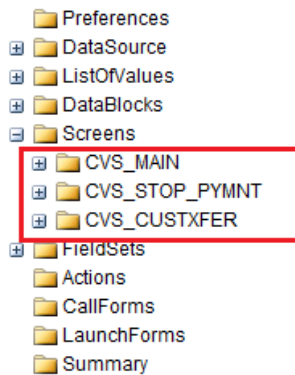 Preferences
DataSource
ListOfValues
DataBlocks
Screens
CVS_MAIN
CVS_STOP_PYMNT
CVS_CUSTXFER
FieldSets
Actions
CallForms
LaunchForms
Summary